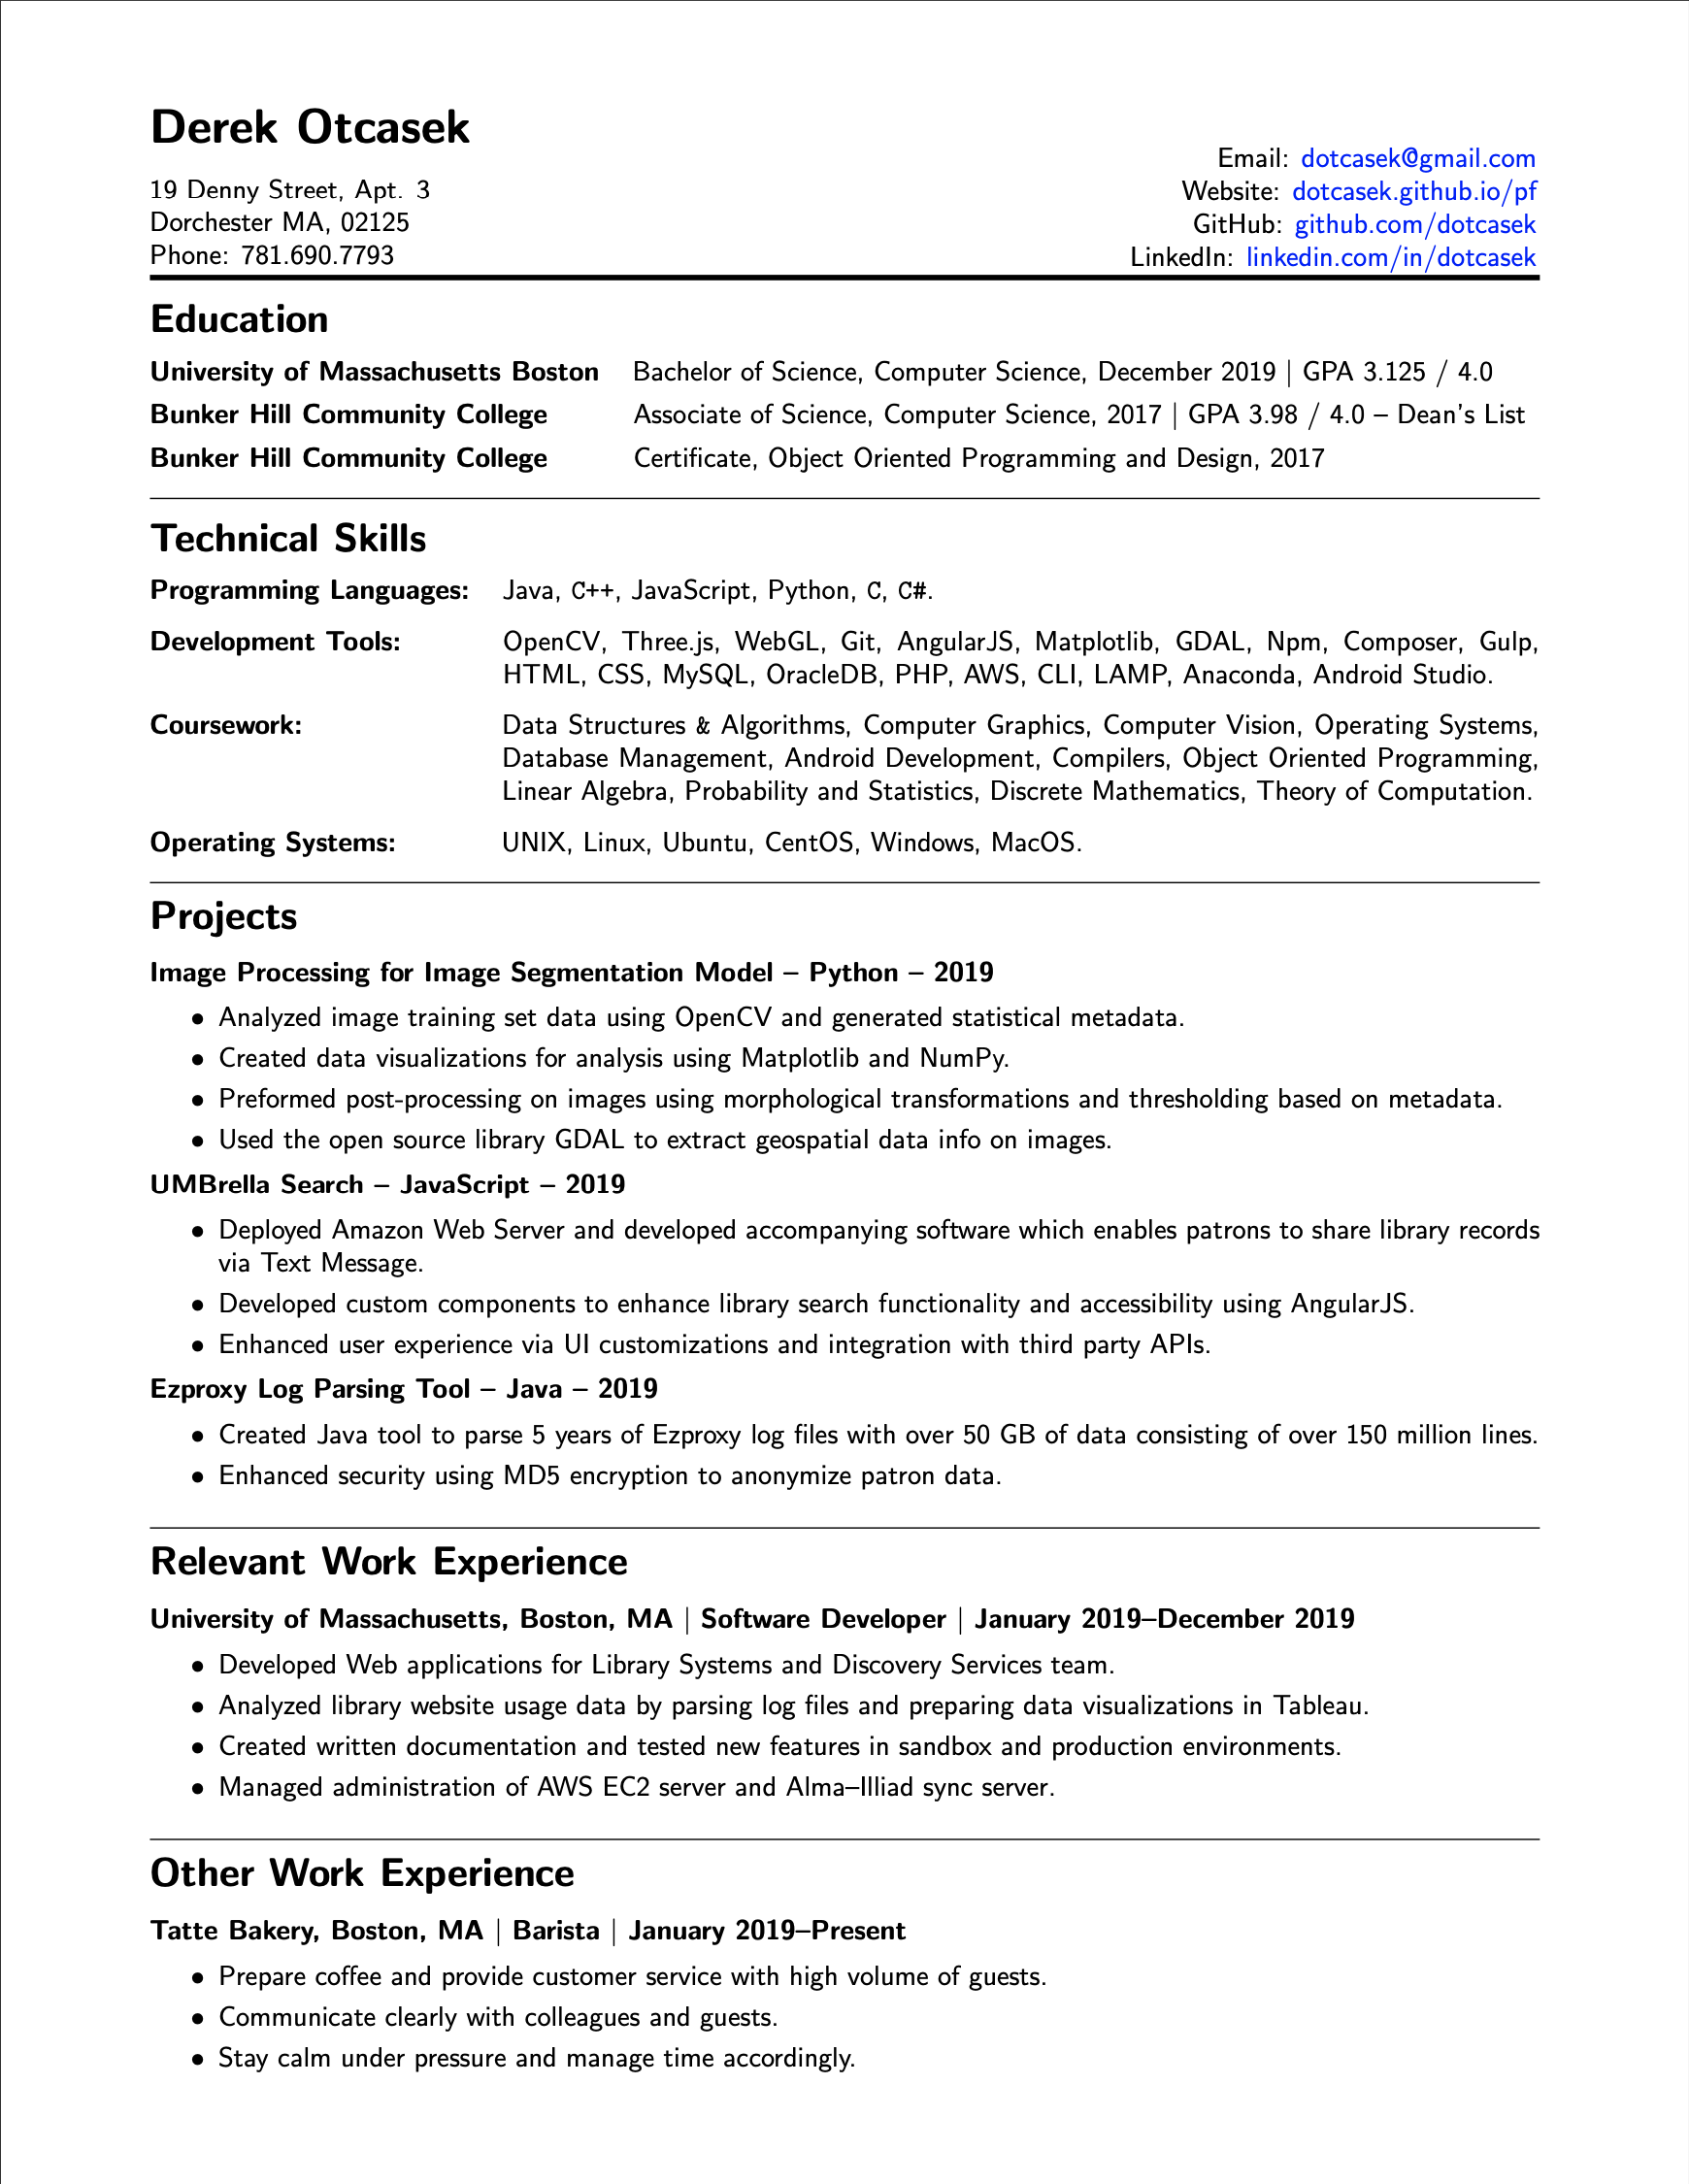 Derek Otcasek
19 Denny Street, Apt. 3
Dorchester MA, 02125
Phone: 781.690.7793
Email: dotcasek@gmail.com
Website: dotcasek.github.io/pf
GitHub: github.com/dotcasek
LinkedIn: linkedin.com/in/dotcasek
Education
University of Massachusetts Boston Bachelor of Science, Computer Science, December 2019 | GPA 3.125 / 4.0
Bunker Hill Community College Associate of Science, Computer Science, 2017 | GPA 3.98 / 4.0 – Dean's List
Bunker Hill Community College Certificate, Object Oriented Programming and Design, 2017
Technical Skills
Programming Languages: Java, C++, JavaScript, Python, C, C#.
Development Tools: OpenCV, Three.js, WebGL, Git, AngularJS, Matplotlib, GDAL, Npm, Composer, Gulp,
HTML, CSS, MySQL, OracleDB, PHP, AWS, CLI, LAMP, Anaconda, Android Studio.
Coursework: Data Structures & Algorithms, Computer Graphics, Computer Vision, Operating Systems,
Database Management, Android Development, Compilers, Object Oriented Programming,
Linear Algebra, Probability and Statistics, Discrete Mathematics, Theory of Computation.
Operating Systems: UNIX, Linux, Ubuntu, CentOS, Windows, MacOS.
Projects
Image Processing for Image Segmentation Model – Python – 2019
• Analyzed image training set data using OpenCV and generated statistical metadata.
• Created data visualizations for analysis using Matplotlib and NumPy.
• Preformed post-processing on images using morphological transformations and thresholding based on metadata.
• Used the open source library GDAL to extract geospatial data info on images.
UMBrella Search – JavaScript – 2019
• Deployed Amazon Web Server and developed accompanying software which enables patrons to share library records
via Text Message.
• Developed custom components to enhance library search functionality and accessibility using AngularJS.
• Enhanced user experience via UI customizations and integration with third party APIs.
Ezproxy Log Parsing Tool – Java – 2019
• Created Java tool to parse 5 years of Ezproxy log files with over 50 GB of data consisting of over 150 million lines.
• Enhanced security using MD5 encryption to anonymize patron data.
Relevant Work Experience
University of Massachusetts, Boston, MA | Software Developer | January 2019–December 2019
• Developed Web applications for Library Systems and Discovery Services team.
• Analyzed library website usage data by parsing log files and preparing data visualizations in Tableau.
• Created written documentation and tested new features in sandbox and production environments.
• Managed administration of AWS EC2 server and Alma–Illiad sync server.
Other Work Experience
Tatte Bakery, Boston, MA | Barista | January 2019–Present
• Prepare coffee and provide customer service with high volume of guests.
• Communicate clearly with colleagues and guests.
• Stay calm under pressure and manage time accordingly.